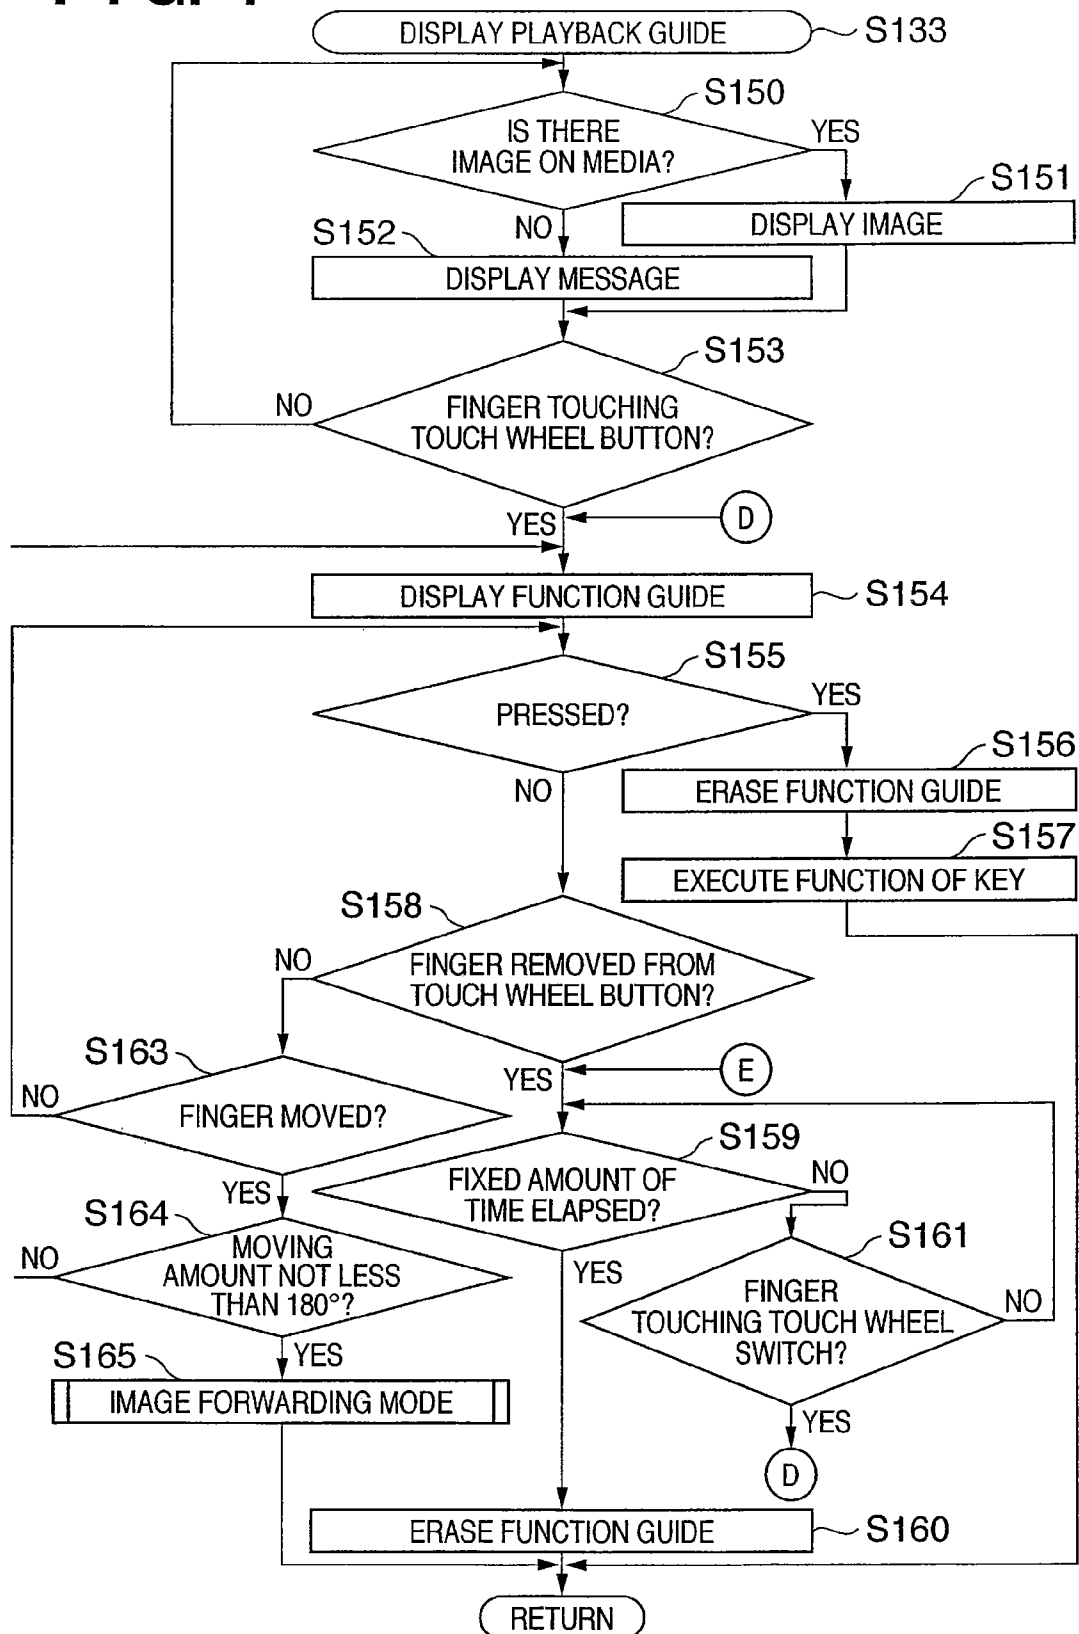 DISPLAY PLAYBACK GUIDE
S133
S150
IS THERE
IMAGE ON MEDIA?
YES
S151
DISPLAY IMAGE
NO
S152
DISPLAY MESSAGE
S153
FINGER TOUCHING
TOUCH WHEEL BUTTON?
NO
YES
D
DISPLAY FUNCTION GUIDE
S154
S155
PRESSED?
YES
S156
ERASE FUNCTION GUIDE
NO
S157
EXECUTE FUNCTION OF KEY
S158
FINGER REMOVED FROM
TOUCH WHEEL BUTTON?
NO
S163
YES
E
NO
FINGER MOVED?
S159
FIXED AMOUNT OF
TIME ELAPSED?
NO
YES
S164
NO
MOVING
AMOUNT NOT LESS
THAN 180°?
YES
S161
FINGER
TOUCHING TOUCH WHEEL
SWITCH?
NO
S165
YES
IMAGE FORWARDING MODE
YES
D
ERASE FUNCTION GUIDE
S160
RETURN